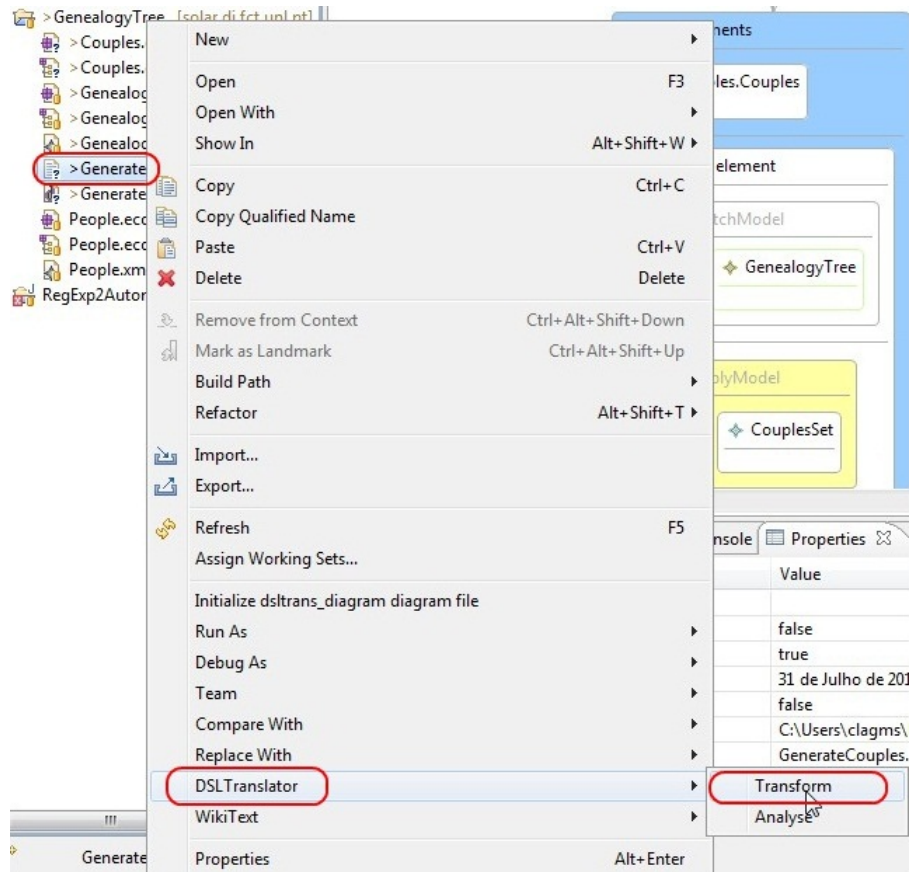 > GenealogyTree [solar.di.fct.unl.pt]
> Couples.
> Couples.
> Genealog
> Genealog
> Genealoc
> Generate
> Generate
People.ecc
People.ecc
People.xm
RegExp2Autor
New
Open F3
Open With
Show In Alt+Shift+W
Copy Ctrl+C
Copy Qualified Name
Paste Ctrl+V
Delete Delete
Remove from Context Ctrl+Alt+Shift+Down
Mark as Landmark Ctrl+Alt+Shift+Up
Build Path
Refactor Alt+Shift+T
Import...
Export...
Refresh F5
Assign Working Sets...
Initialize dsltrans_diagram diagram file
Run As
Debug As
Team
Compare With
Replace With
DSLTranslator
WikiText
Properties Alt+Enter
Transform
Analyse
ments
les.Couples
element
tchModel
GenealogyTree
plyModel
CouplesSet
nsole Properties
Value
false
true
31 de Julho de 201
false
C:\Users\clagms\
GenerateCouples.
Generate